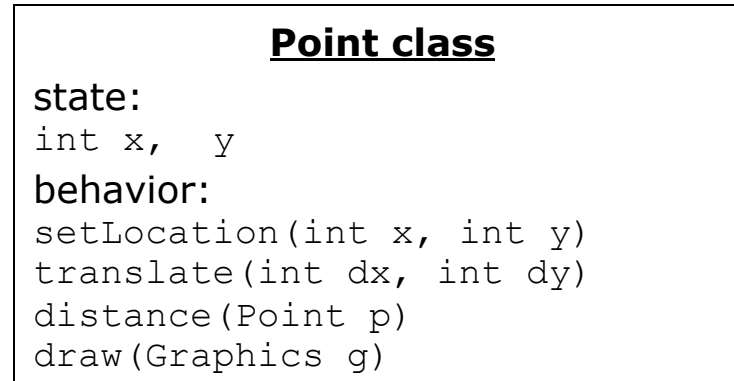 Point class
state:
int x, y
behavior:
setLocation(int x, int y)
translate(int dx, int dy)
distance(Point p)
draw(Graphics g)